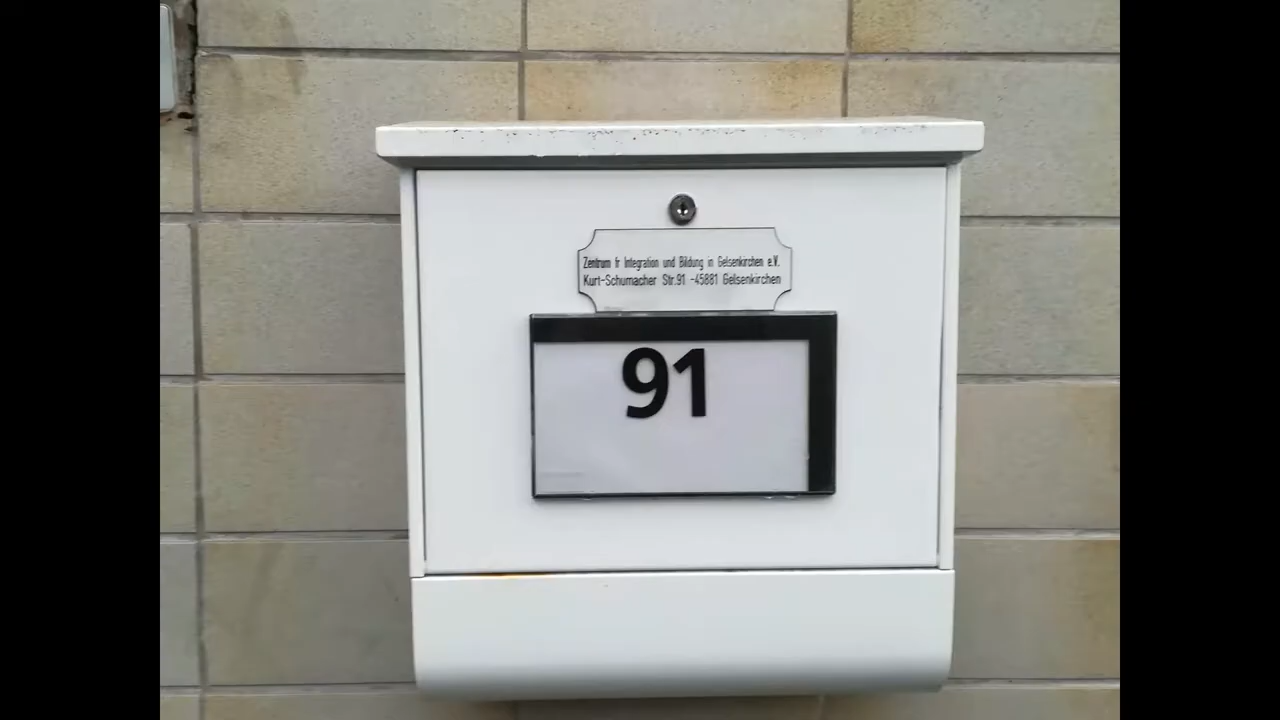 Zentrum fr Integration und Bildung in Gelsenkirchen e.V.
Kurt-Schumacher Str.91 -45881 Gelsenkirchen
91